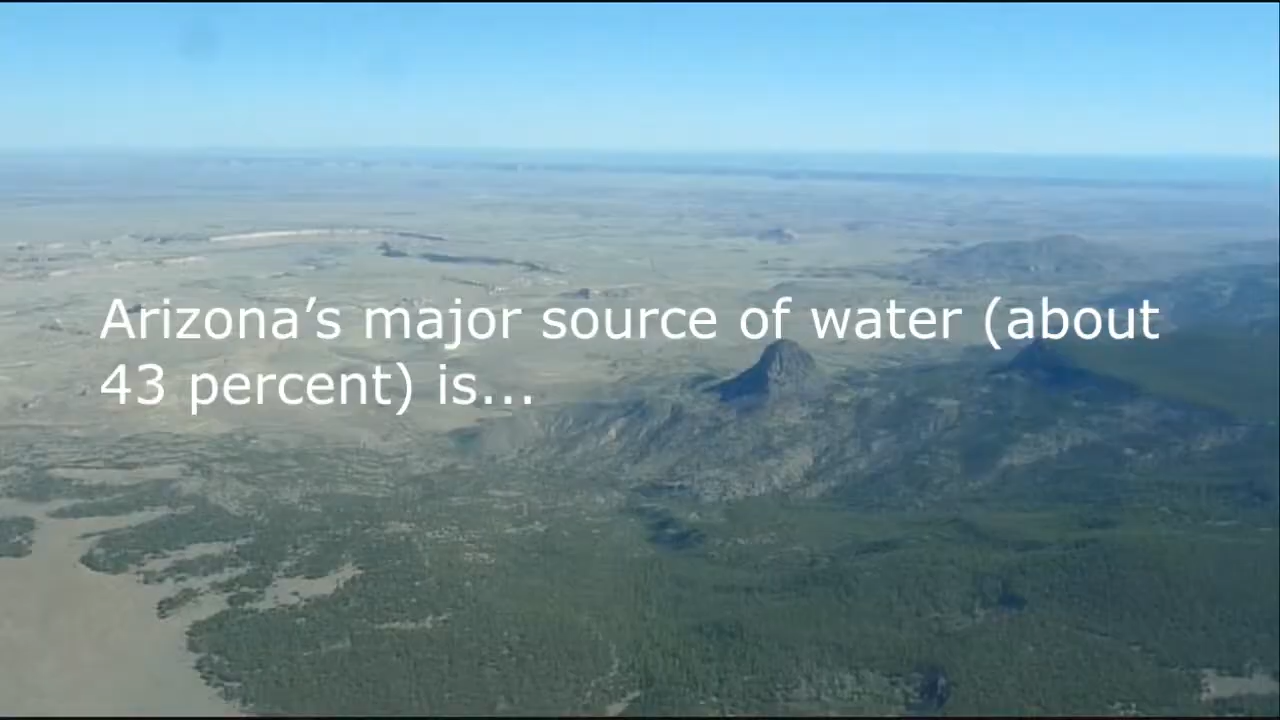 Arizona’s major source of water (about
43 percent) is...